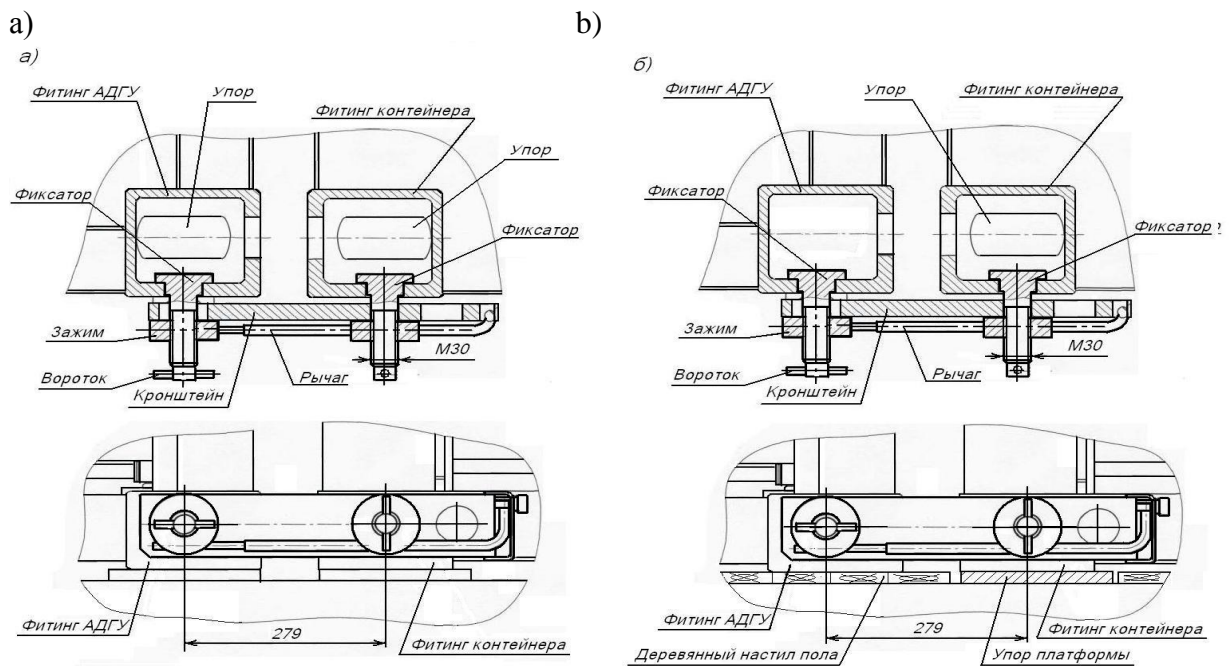 a)
b)
а)
Фитинг АДГУ
Упор
Фитинг контейнера
Упор
Фиксатор
Фиксатор
Зажим
М30
Вороток
Рычаг
Кронштейн
Фитинг АДГУ
279
Фитинг контейнера
б)
Фитинг АДГУ
Упор
Фитинг контейнера
Фиксатор
Фиксатор
Зажим
М30
Вороток
Рычаг
Кронштейн
Фитинг АДГУ
279
Фитинг контейнера
Деревянный настил пола
Упор платформы